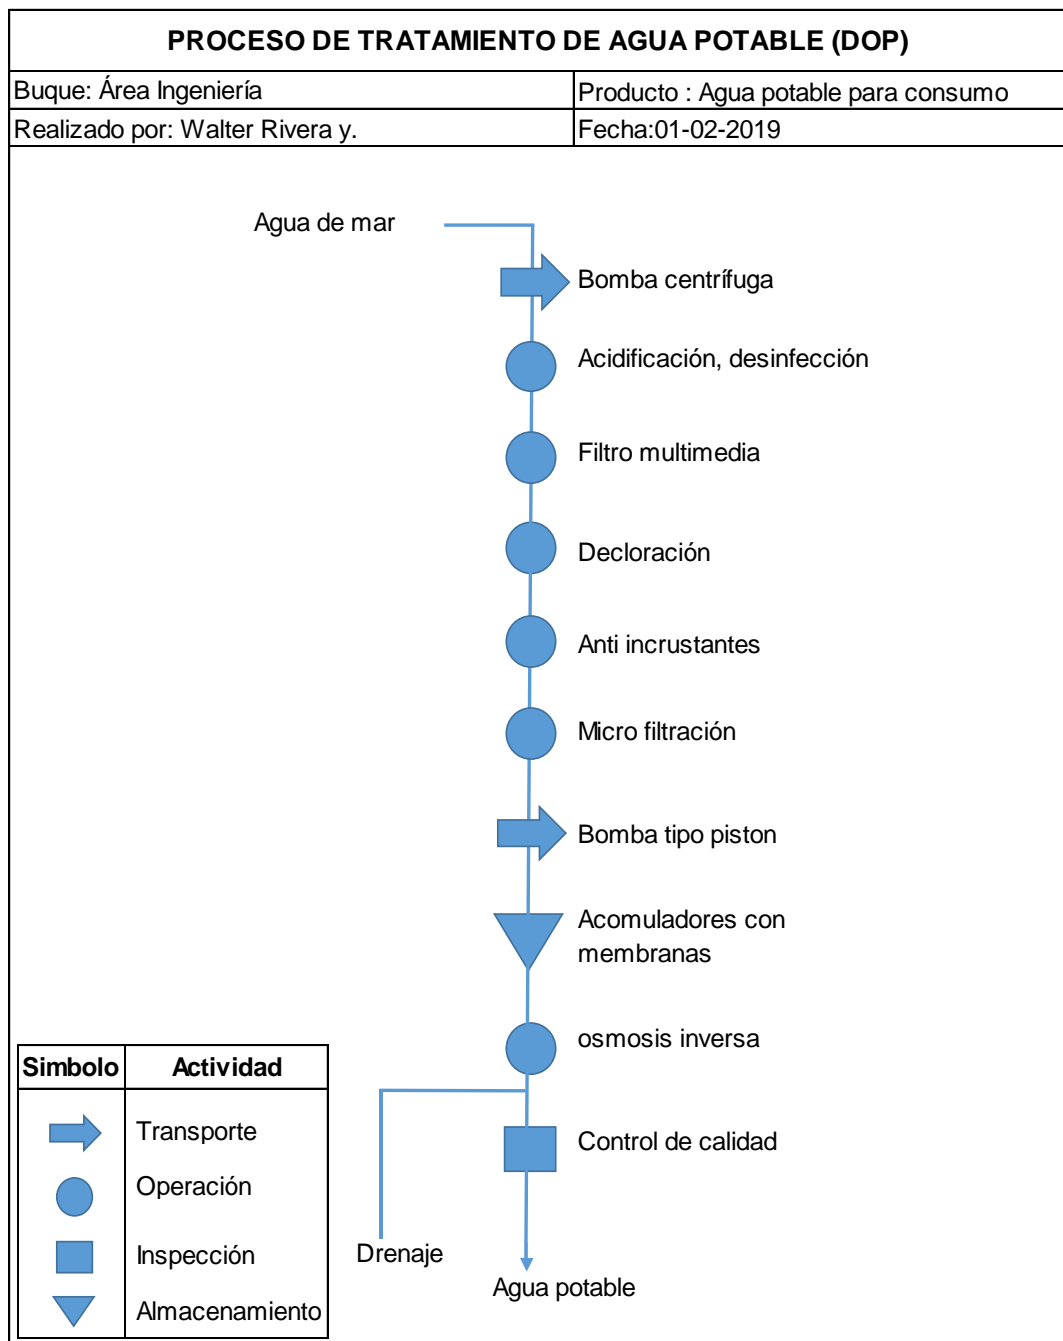 PROCESO DE TRATAMIENTO DE AGUA POTABLE (DOP)
Buque: Área Ingeniería
Producto : Agua potable para consumo
Realizado por: Walter Rivera y.
Fecha:01-02-2019
Agua de mar
Bomba centrífuga
Acidificación, desinfección
Filtro multimedia
Decloración
Anti incrustantes
Micro filtración
Bomba tipo piston
Acomuladores con
membranas
osmosis inversa
Control de calidad
Drenaje
Agua potable
Simbolo Actividad
Transporte
Operación
Inspección
Almacenamiento